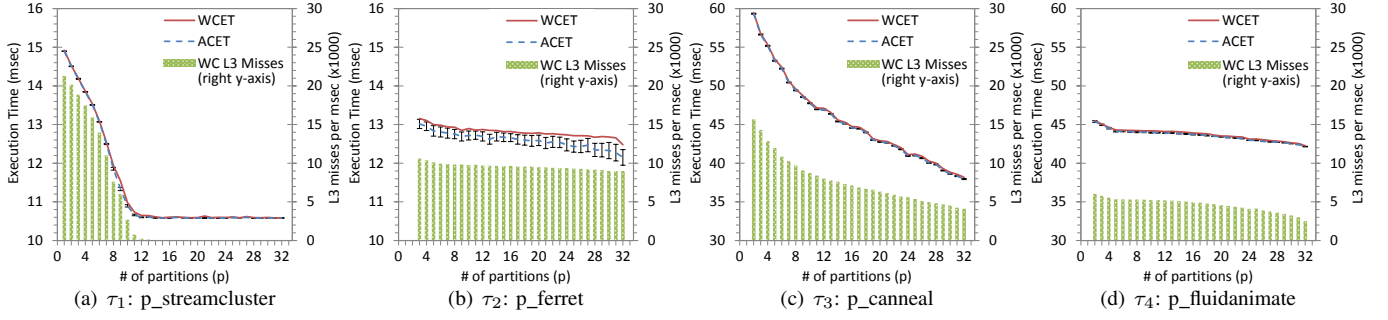 Execution Time (msec)
16
15
14
13
12
11
10
0 4 8 12 16 20 24 28 32
# of partitions (p)
30
25
20
15
10
5
0
L3 misses per msec (x1000)
WCET
ACET
WC L3 Misses
(right y-axis)
(a) τ1: p_streamcluster
Execution Time (msec)
16
15
14
13
12
11
10
0 4 8 12 16 20 24 28 32
# of partitions (p)
30
25
20
15
10
5
0
L3 misses per msec (x1000)
WCET
ACET
WC L3 Misses
(right y-axis)
(b) τ2: p_ferret
Execution Time (msec)
60
55
50
45
40
35
30
0 4 8 12 16 20 24 28 32
# of partitions (p)
30
25
20
15
10
5
0
L3 misses per msec (x1000)
WCET
ACET
WC L3 Misses
(right y-axis)
(c) τ3: p_canneal
Execution Time (msec)
60
55
50
45
40
35
30
0 4 8 12 16 20 24 28 32
# of partitions (p)
30
25
20
15
10
5
0
L3 misses per msec (x1000)
WCET
ACET
WC L3 Misses
(right y-axis)
(d) τ4: p_fluidanimate